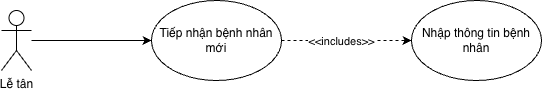 Tiếp nhận bệnh nhân
mới
<<includes>>
Nhập thông tin bệnh
nhân
Lễ tân